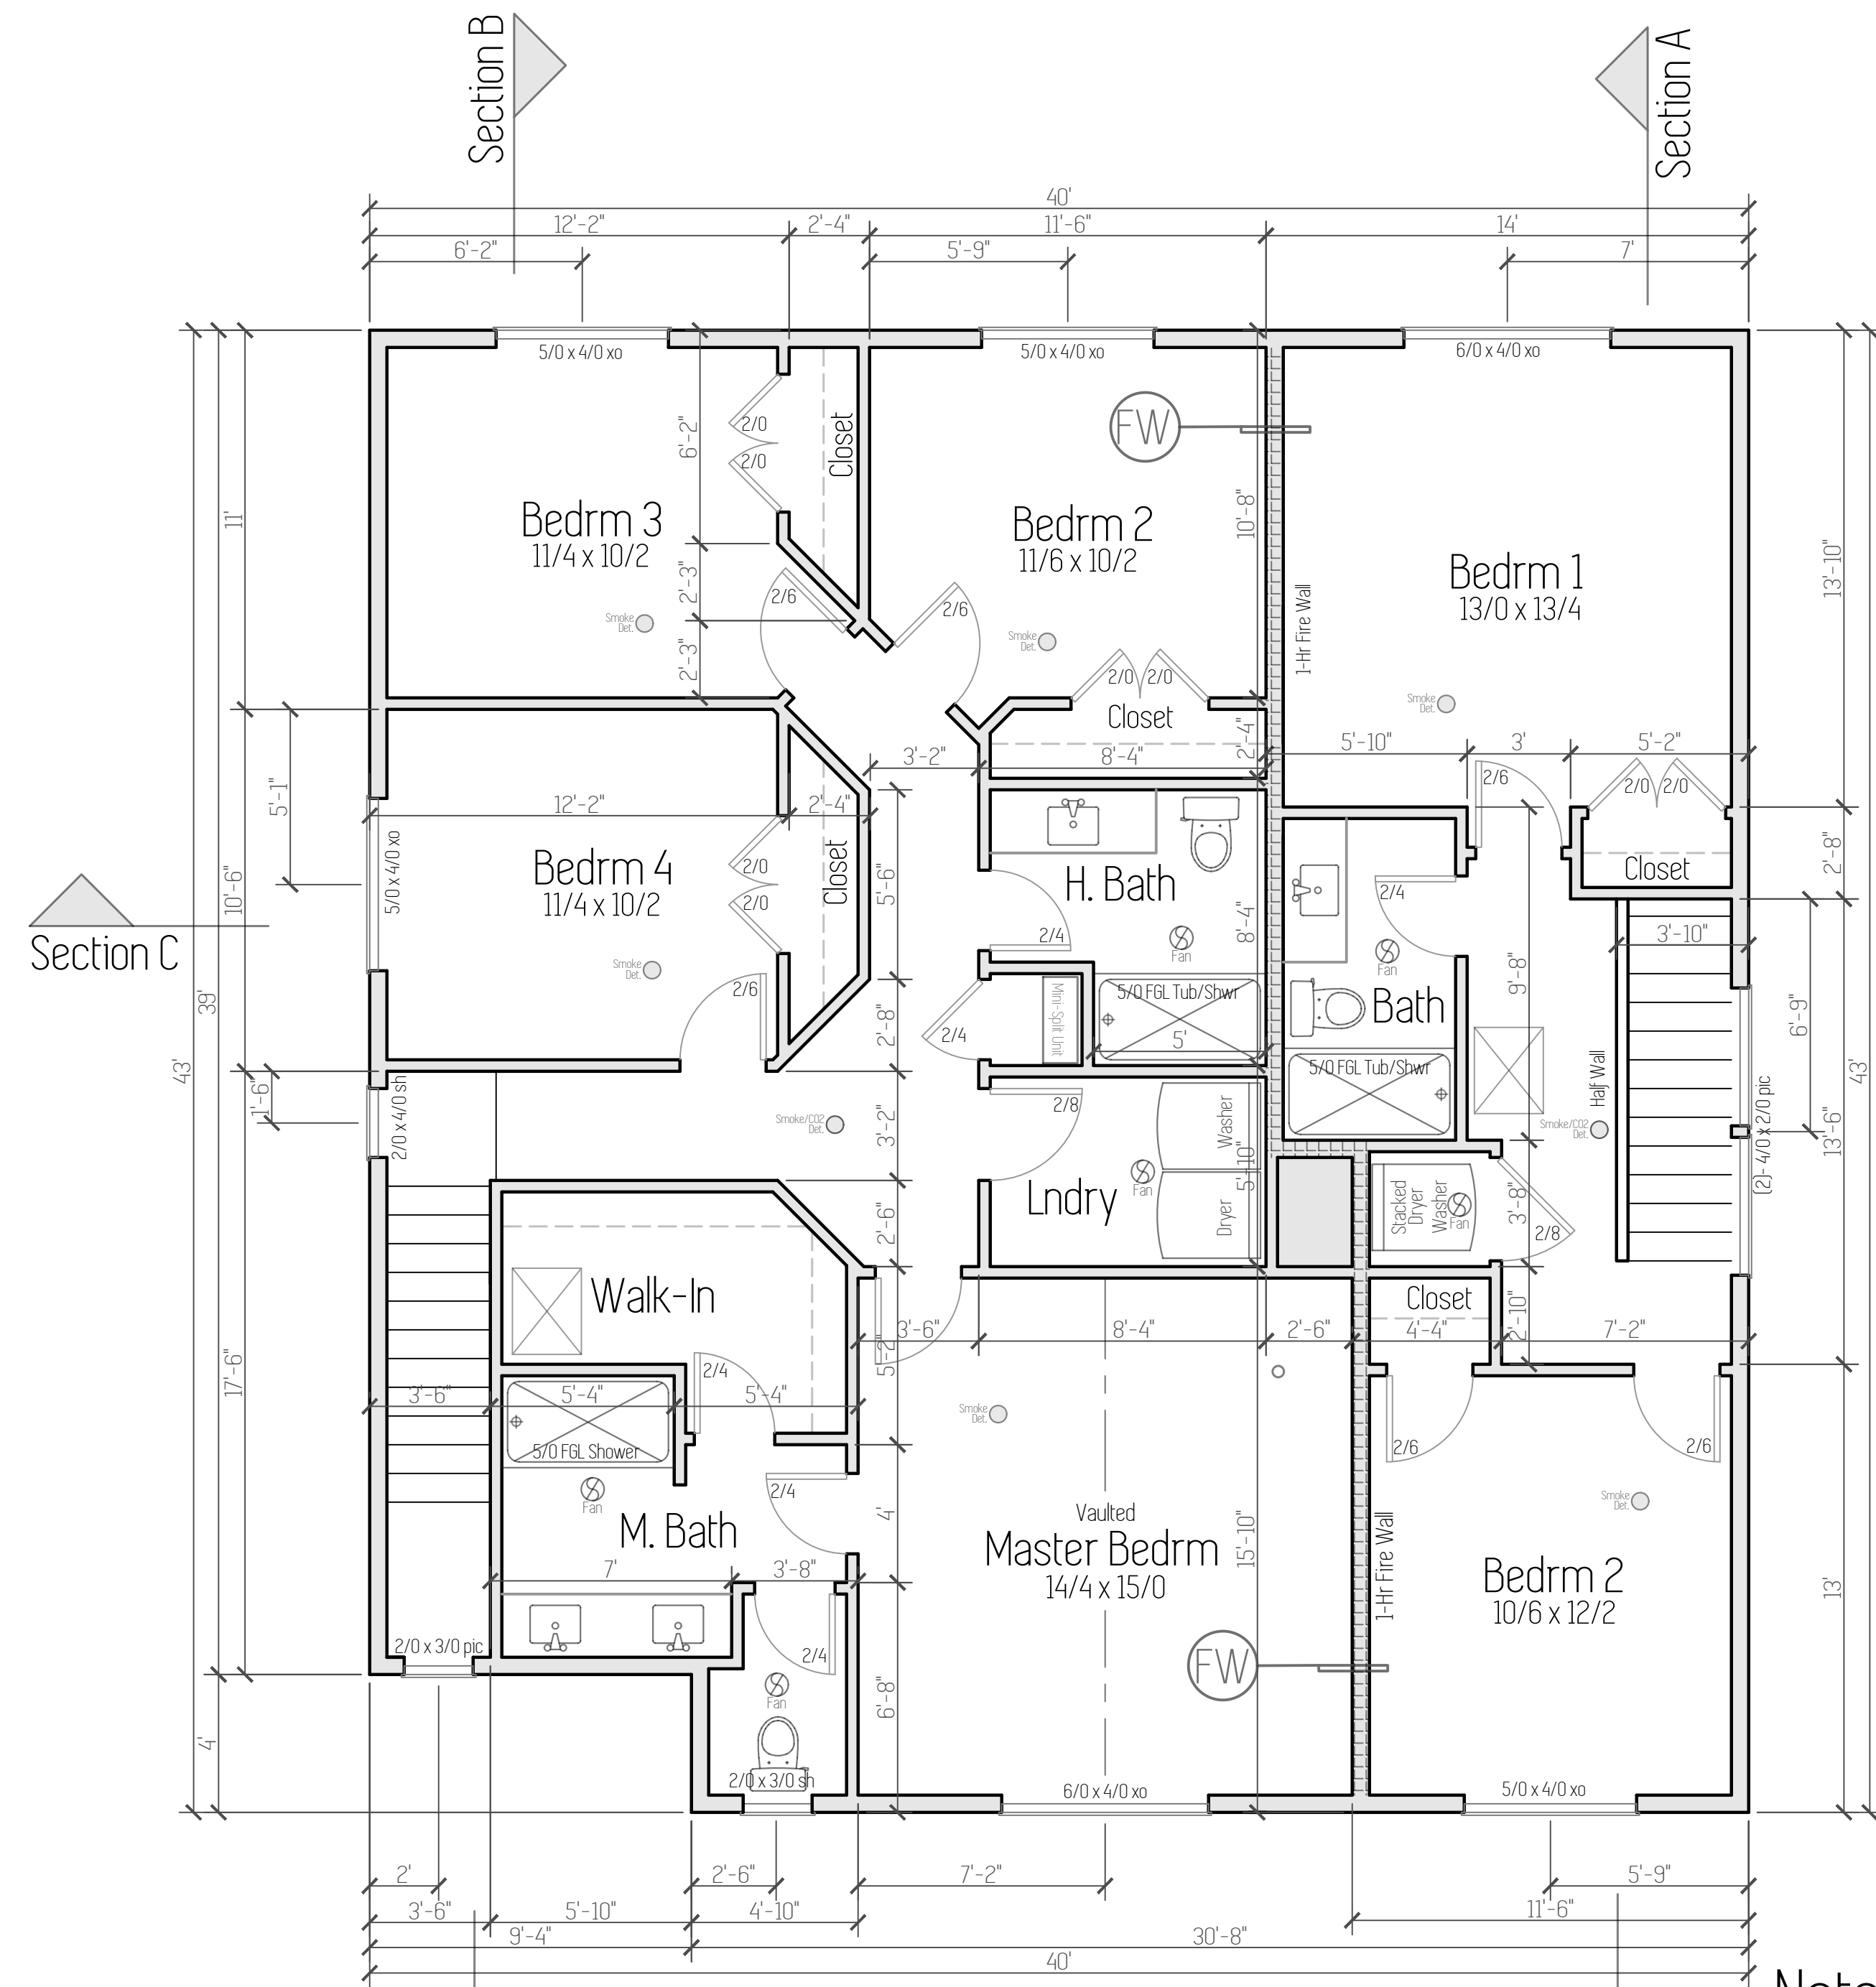 Section B
Section A
40'
12'-2"
2'-4"
11'-6"
14'
6'-2"
5'-9"
7'
5/0 x 4/0 xo
5/0 x 4/0 xo
6/0 x 4/0 xo
2/0
2/0
Closet
6'-2"
FW
Bedrm 3
11/4 x 10/2
Bedrm 2
11/6 x 10/2
10'-8"
11'
Bedrm 1
13/0 x 13/4
13'-10"
2'-3"
2/6
2/6
1-Hr Fire Wall
Smoke
Det.
Smoke
Det.
2'-3"
2/0
2/0
Smoke
Det.
Closet
2'-4"
3'-2"
8'-4"
5'-10"
3'
5'-2"
2/6
2/0
2/0
5'-1"
12'-2"
2'-4"
5/0 x 4/0 xo
Bedrm 4
11/4 x 10/2
2/0
2/0
Closet
5'-6"
H. Bath
8'-4"
2/4
Closet
2'-8"
10'-6"
Section C
Smoke
Det.
2/6
2/4
Fan
Fan
3'-10"
9'-8"
39'
43'
2'-8"
2/4
Mini-Split Unit
5/0 FGL Tub/Shwr
5'
Bath
6'-9"
5/0 FGL Tub/Shwr
Half Wall
43'
1'-6"
2/0 x 4/0 sh
Smoke/CO2
Det.
3'-2"
2/8
Washer
Smoke/CO2
Det.
(2)- 4/0 x 2/0 pic
13'-6"
5'-10"
Fan
Lndry
Dryer
Stacked
Dryer
Washer
Fan
3'-8"
2/8
2'-6"
Walk-In
Closet
17'-6"
3'-6"
8'-4"
2'-6"
4'-4"
2'-10"
7'-2"
5'-2"
2/4
3'-6"
5'-4"
5'-4"
5/0 FGL Shower
Smoke
Det.
2/6
2/6
Fan
2/4
4'
M. Bath
Vaulted
Master Bedrm
14/4 x 15/0
15'-10"
1-Hr Fire Wall
Smoke
Det.
Bedrm 2
10/6 x 12/2
13'
7'
3'-8"
2/0 x 3/0 pic
2/4
Fan
FW
6'-8"
4'
2/0 x 3/0 sh
6/0 x 4/0 xo
5/0 x 4/0 xo
2'
2'-6"
7'-2"
5'-9"
3'-6"
5'-10"
4'-10"
11'-6"
9'-4"
30'-8"
40'